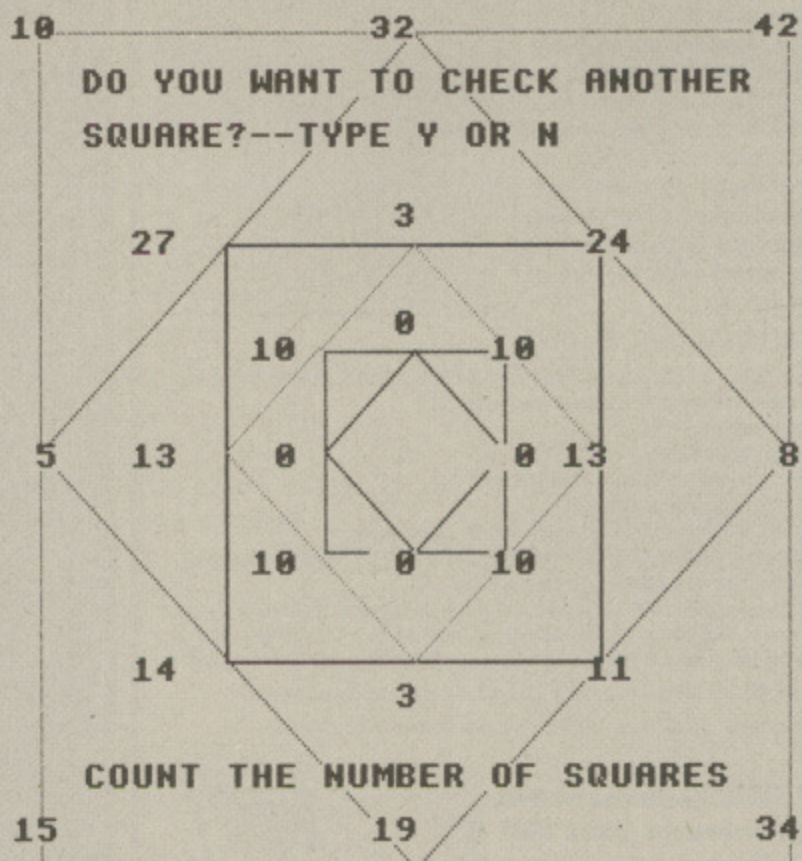 10 32 42
DO YOU WANT TO CHECK ANOTHER
SQUARE?--TYPE Y OR N
3
27 24
0
10 10
5 13 0 0 13 8
10 0 10
14 11
3
COUNT THE NUMBER OF SQUARES
15 19 34